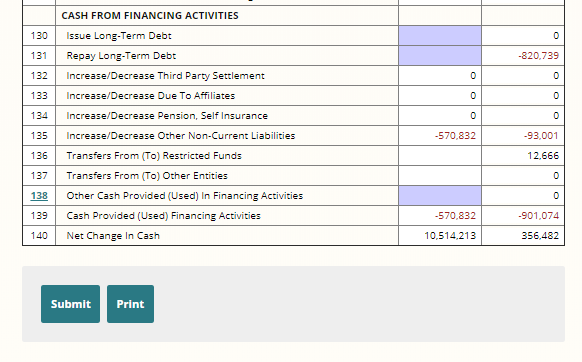 CASH FROM FINANCING ACTIVITIES
130 Issue Long-Term Debt 0
131 Repay Long-Term Debt -820,739
132 Increase/Decrease Third Party Settlement 0 0
133 Increase/Decrease Due To Affiliates 0 0
134 Increase/Decrease Pension, Self Insurance 0 0
135 Increase/Decrease Other Non-Current Liabilities -570,832 -93,001
136 Transfers From (To) Restricted Funds 12,666
137 Transfers From (To) Other Entities 0
138 Other Cash Provided (Used) In Financing Activities 0
139 Cash Provided (Used) Financing Activities -570,832 -901,074
140 Net Change In Cash 10,514,213 356,482
Submit Print